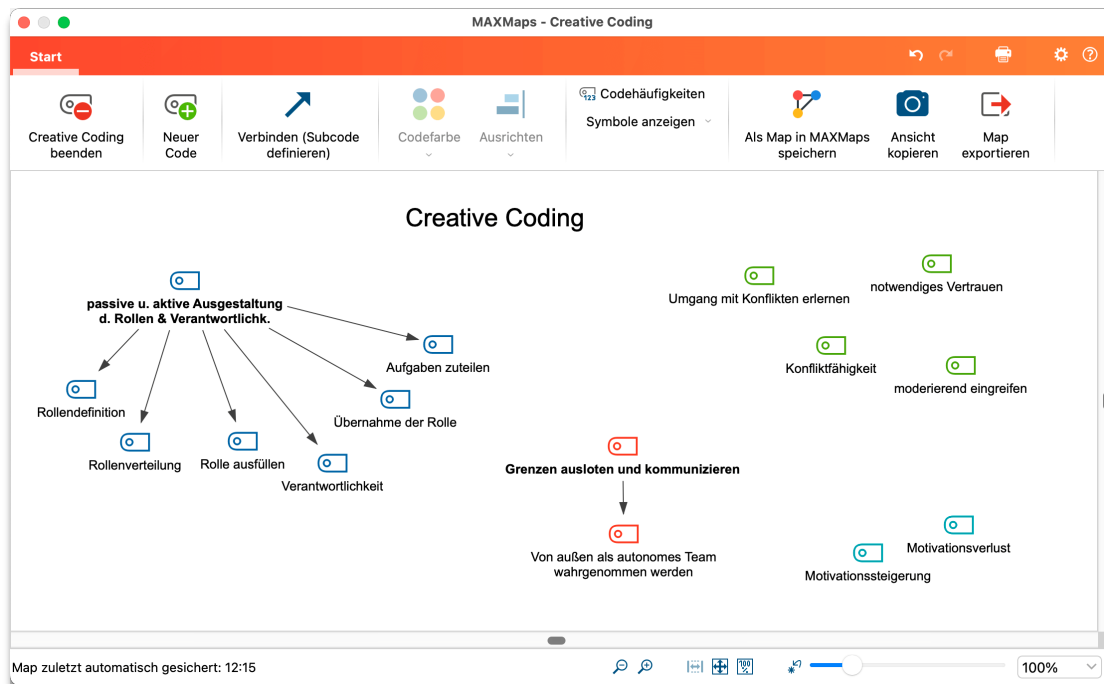 MAXMaps - Creative Coding
Start
Creative Coding
beenden
Neuer
Code
Verbinden (Subcode
definieren)
Codefarbe
Ausrichten
123 Codehäufigkeiten
Symbole anzeigen
Als Map in MAXMaps
speichern
Ansicht
kopieren
Map
exportieren
Creative Coding
passive u. aktive Ausgestaltung
d. Rollen & Verantwortlichk.
Aufgaben zuteilen
Rollendefinition
Übernahme der Rolle
Rollenverteilung
Rolle ausfüllen
Verantwortlichkeit
Umgang mit Konflikten erlernen
notwendiges Vertrauen
Konfliktfähigkeit
moderierend eingreifen
Grenzen ausloten und kommunizieren
Von außen als autonomes Team
wahrgenommen werden
Motivationsverlust
Motivationssteigerung
Map zuletzt automatisch gesichert: 12:15
100 %
100%